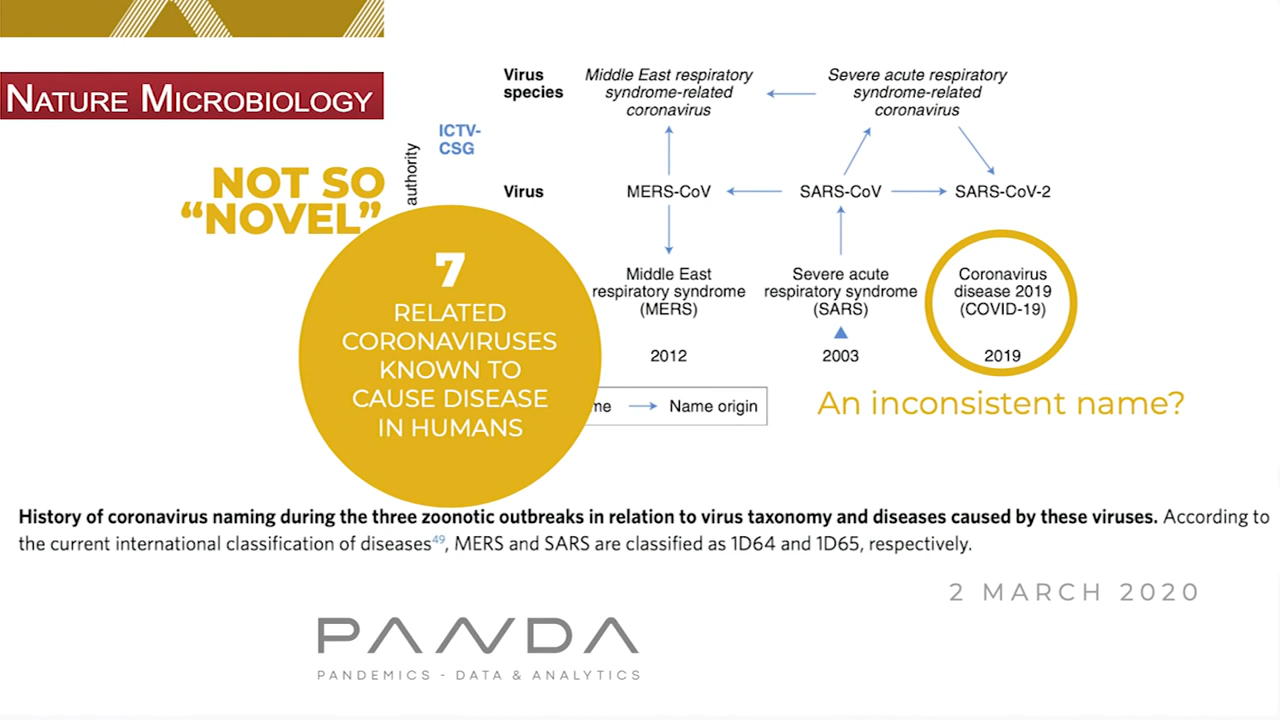 NATURE MICROBIOLOGY
NOT SO
“NOVEL”
7
RELATED
CORONAVIRUSES
KNOWN TO
CAUSE DISEASE
IN HUMANS
authority
ICTV-
CSG
Virus
species
Middle East respiratory
syndrome-related
coronavirus
Severe acute respiratory
syndrome-related
coronavirus
Virus
MERS-CoV
SARS-CoV
SARS-CoV-2
Middle East
respiratory syndrome
(MERS)
Severe acute
respiratory syndrome
(SARS)
Coronavirus
disease 2019
(COVID-19)
2012
2003
2019
Name origin
An inconsistent name?
History of coronavirus naming during the three zoonotic outbreaks in relation to virus taxonomy and diseases caused by these viruses. According to
the current international classification of diseases49, MERS and SARS are classified as 1D64 and 1D65, respectively.
2 MARCH 2020
PANDA
PANDEMICS - DATA & ANALYTICS